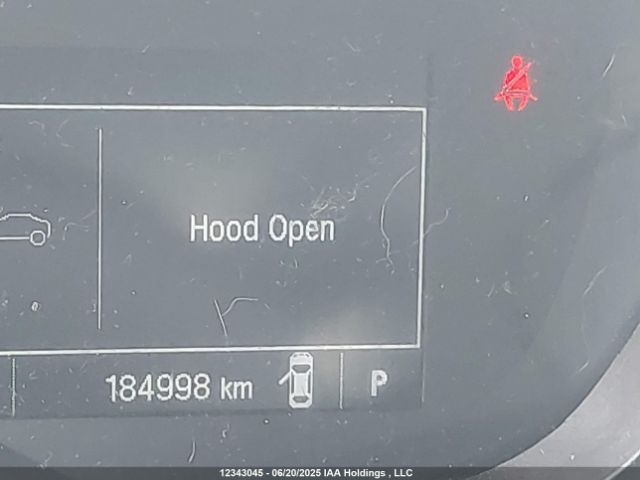 Hood Open
184998 km
P
12343045 - 06/20/2025 IAA Holdings , LLC